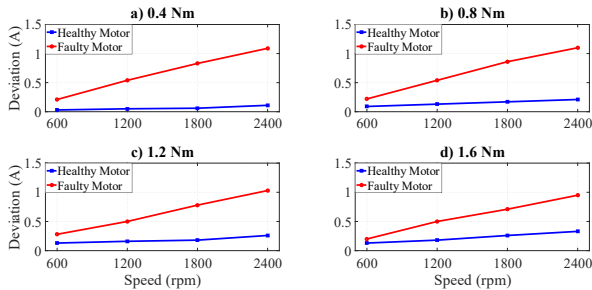 a) 0.4 Nm
1.5
1
0.5
0
Deviation (A)
Healthy Motor
Faulty Motor
600 1200 1800 2400
b) 0.8 Nm
1.5
1
0.5
0
Healthy Motor
Faulty Motor
600 1200 1800 2400
c) 1.2 Nm
1.5
1
0.5
0
Deviation (A)
Healthy Motor
Faulty Motor
600 1200 1800 2400
Speed (rpm)
d) 1.6 Nm
1.5
1
0.5
0
Healthy Motor
Faulty Motor
600 1200 1800 2400
Speed (rpm)